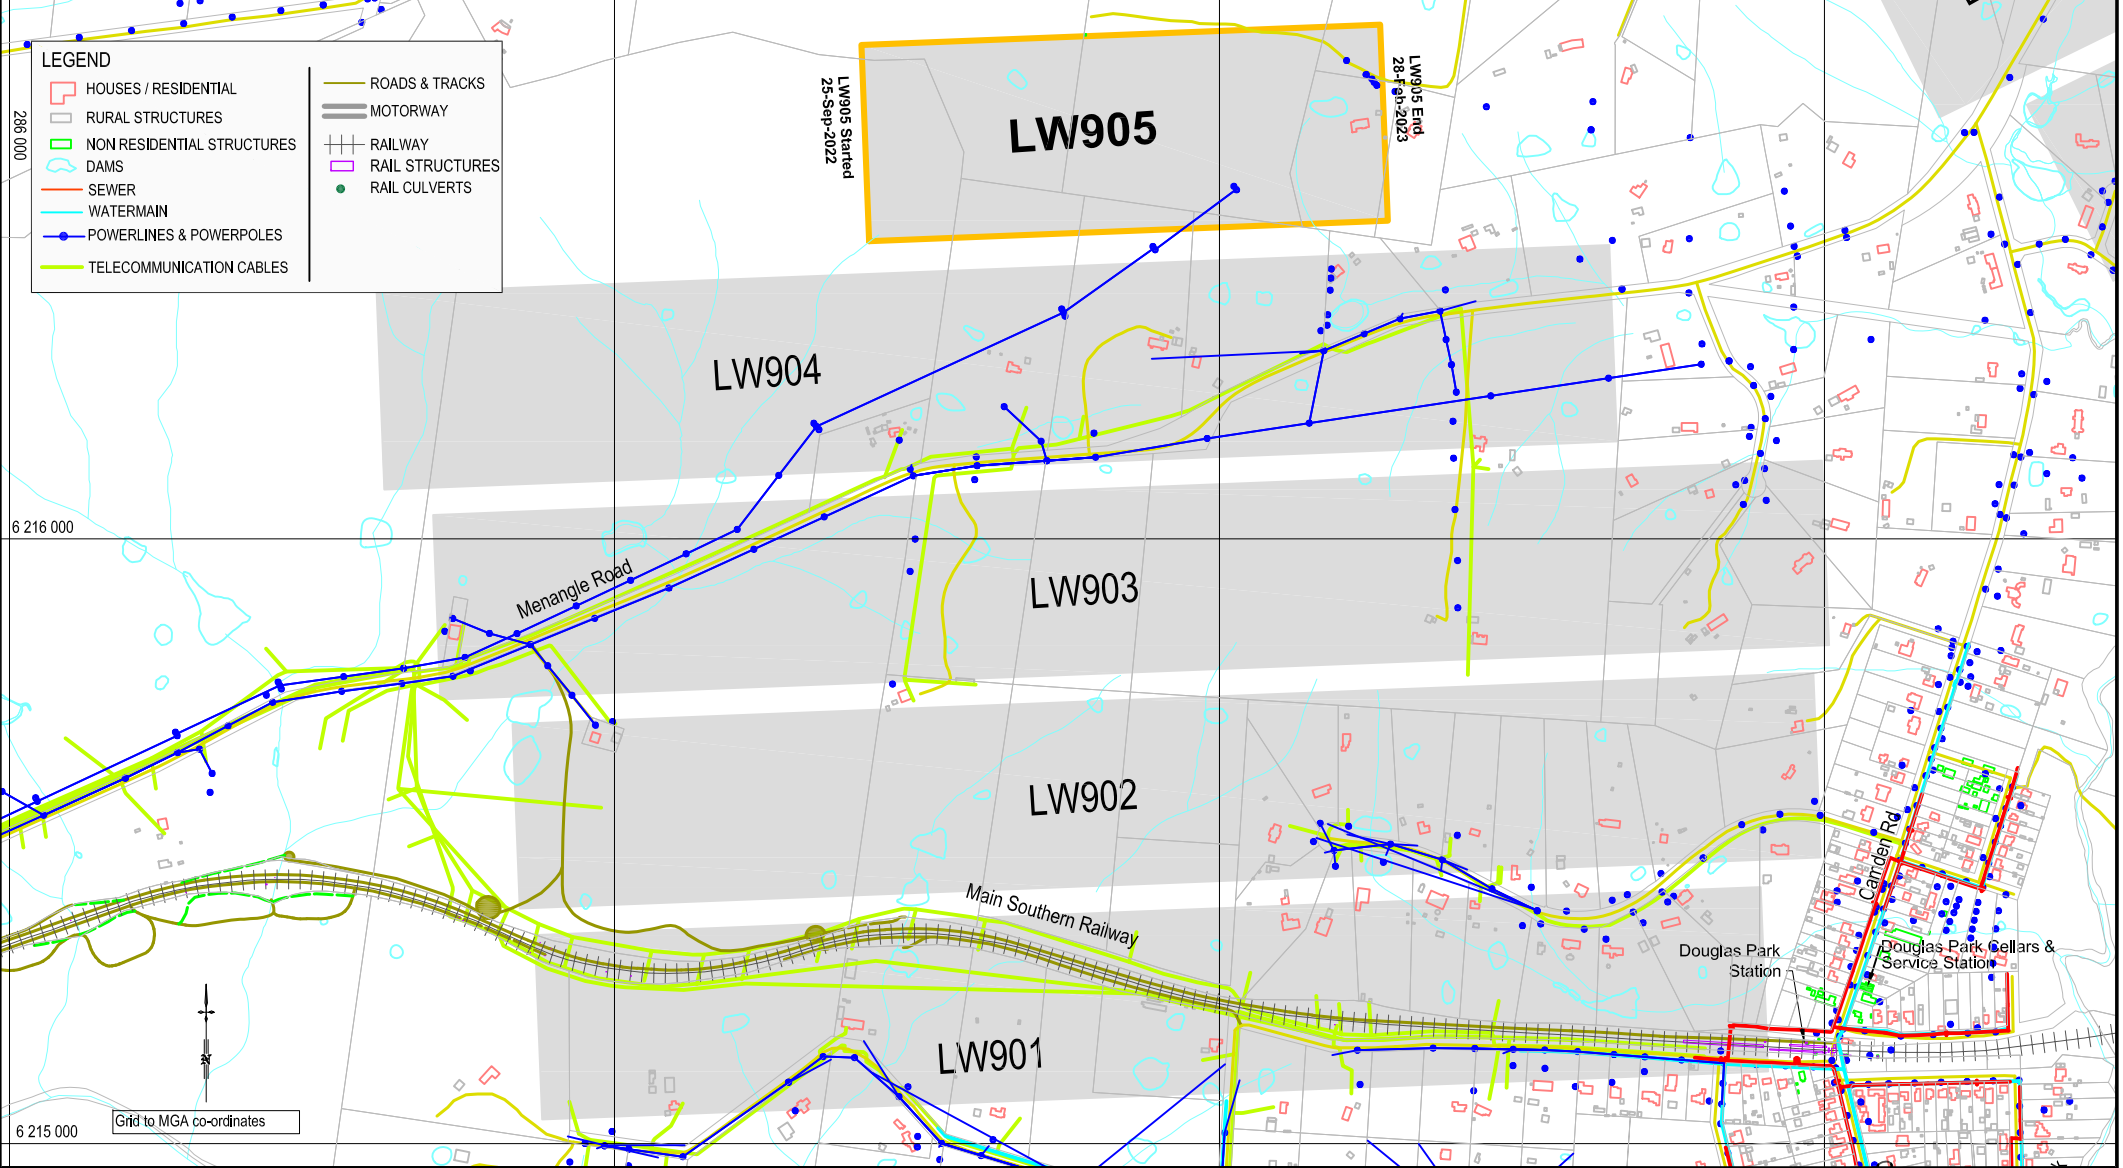 LEGEND
HOUSES / RESIDENTIAL
RURAL STRUCTURES
NON RESIDENTIAL STRUCTURES
DAMS
SEWER
WATERMAIN
POWERLINES & POWERPOLES
TELECOMMUNICATION CABLES
ROADS & TRACKS
MOTORWAY
RAILWAY
RAIL STRUCTURES
RAIL CULVERTS
286 000
LW905 Started
25-Sep-2022
LW905
LW905 End
28-Feb-2023
LW904
6 216 000
Menangle Road
LW903
LW902
Camden Rd
Main Southern Railway
Douglas Park
Station
Douglas Park Cellars &
Service Station
LW901
Grid to MGA co-ordinates
6 215 000